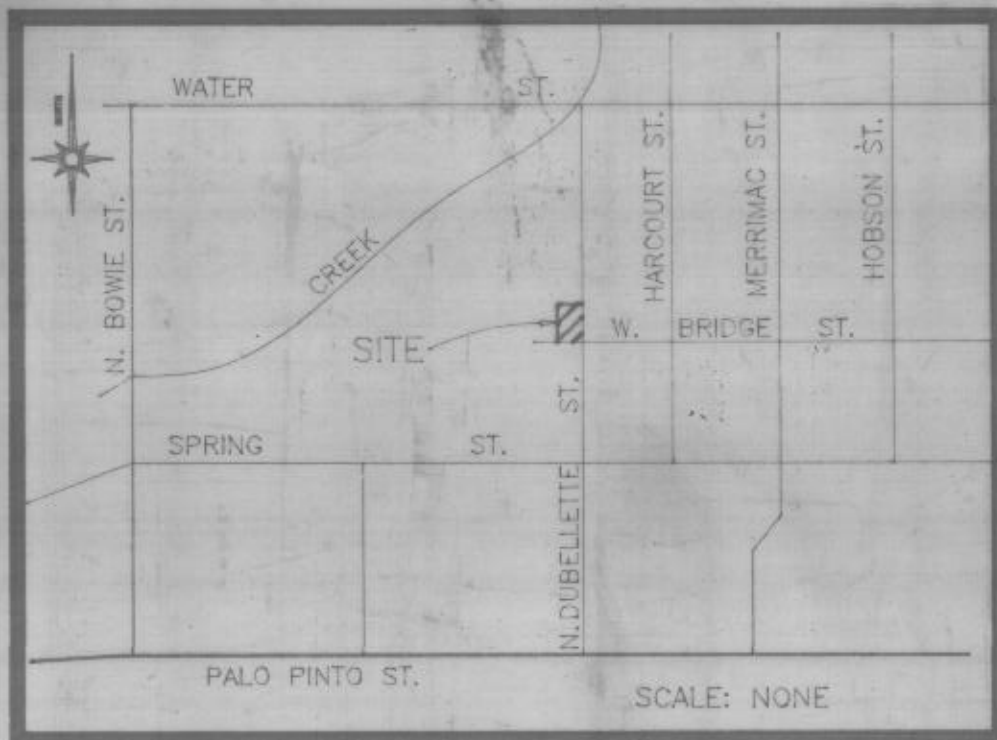 WATER ST.
NORTH
N. BOWIE ST.
CREEK
HARCOURT ST.
MERRIMAC ST.
HOBSON ST.
SITE
W. BRIDGE ST.
SPRING ST.
N. DUBELLETTE ST.
PALO PINTO ST.
SCALE: NONE